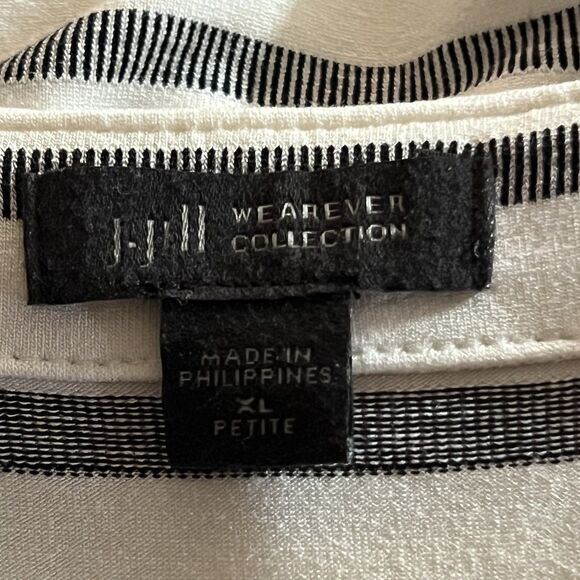 J.Jill WEAREVER
COLLECTION
MADE IN
PHILIPPINES
XL
PETITE